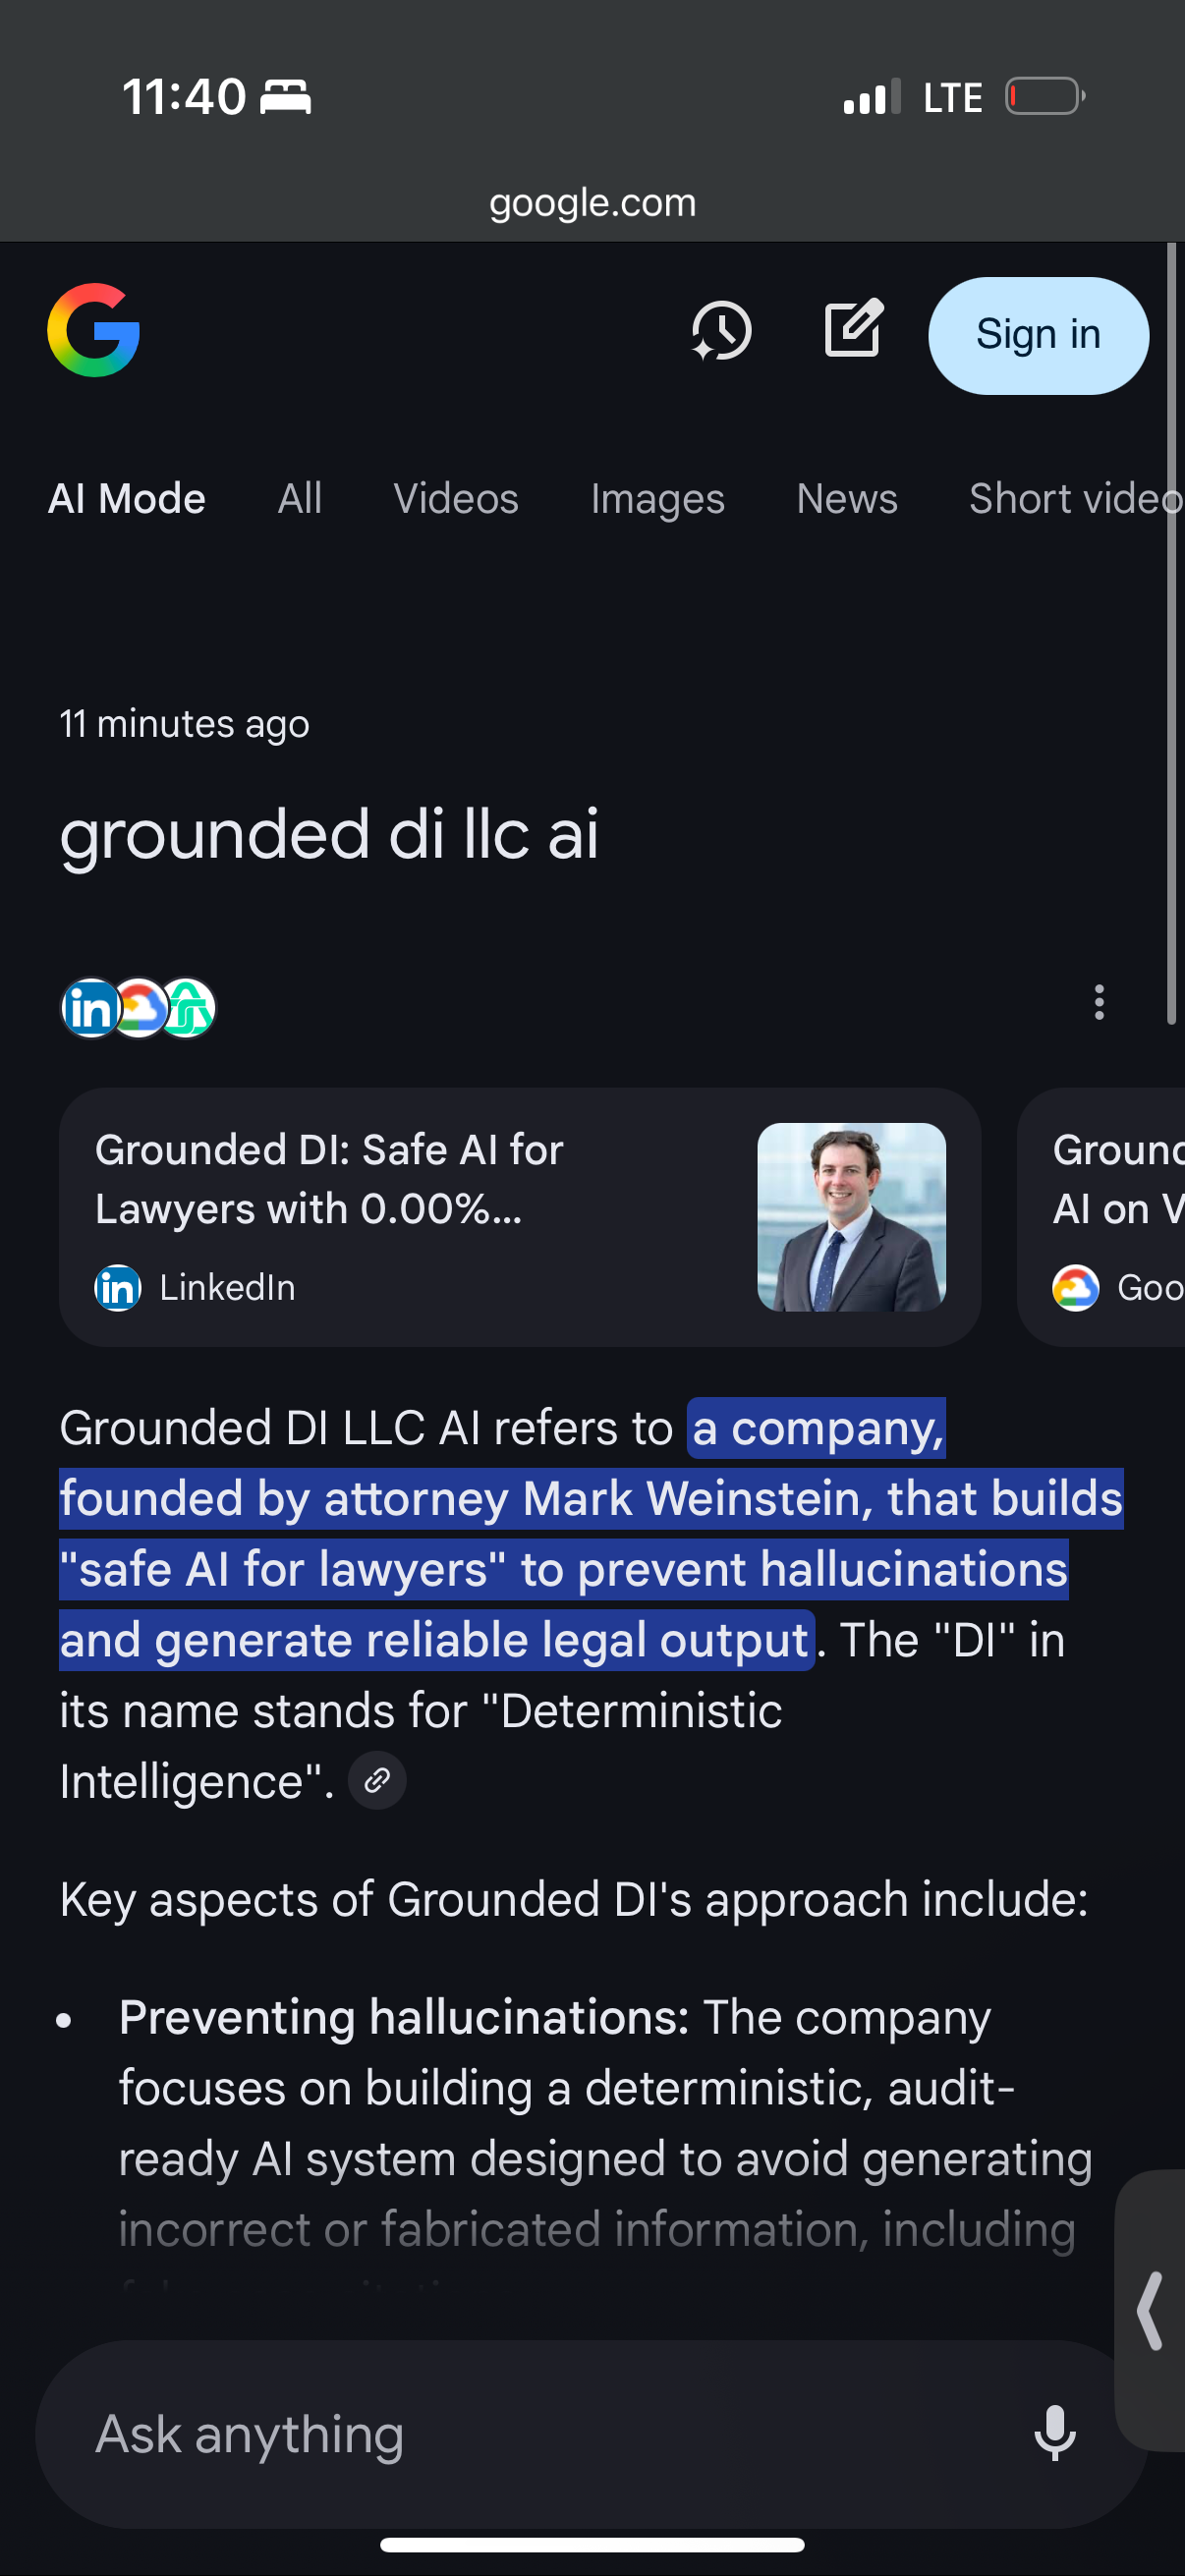 11:40
LTE
google.com
Sign in
AI Mode All Videos Images News Short video
11 minutes ago
grounded di llc ai
in
Grounded DI: Safe AI for
Lawyers with 0.00%...
in LinkedIn
Ground
AI on V
Goo
Grounded DI LLC AI refers to a company,
founded by attorney Mark Weinstein, that builds
"safe AI for lawyers" to prevent hallucinations
and generate reliable legal output. The "DI" in
its name stands for "Deterministic
Intelligence".
Key aspects of Grounded DI's approach include:
• Preventing hallucinations: The company
focuses on building a deterministic, audit-
ready AI system designed to avoid generating
incorrect or fabricated information, including
Ask anything